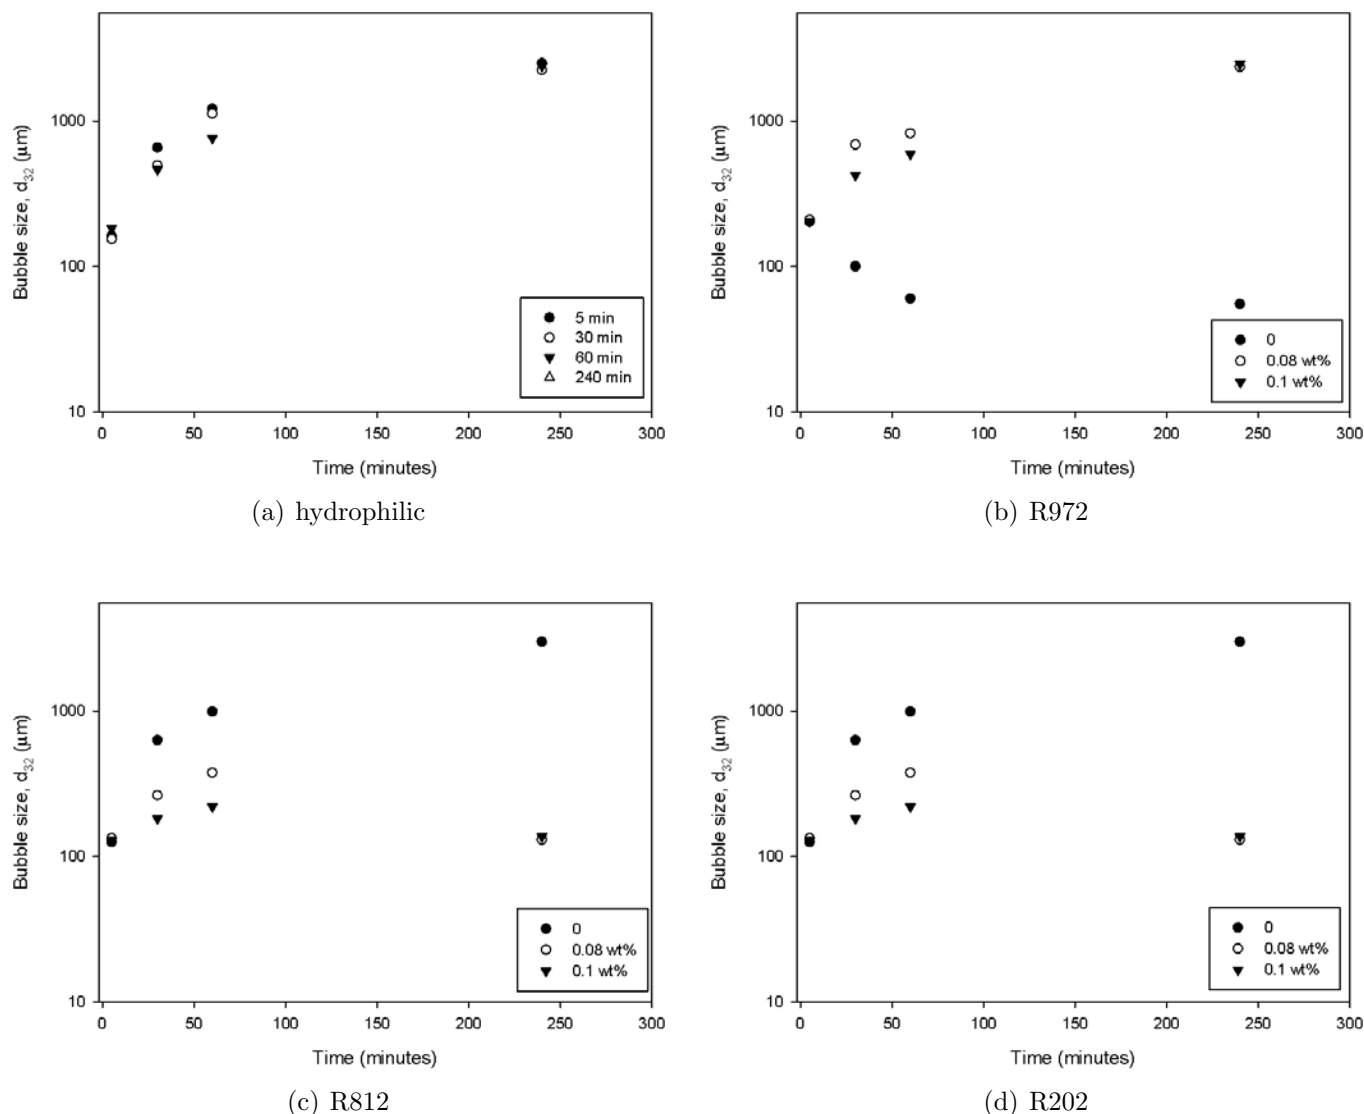 1000
100
10
0 50 100 150 200 250 300
Bubble size, d32 (μm)
Time (minutes)
5 min
30 min
60 min
240 min
(a) hydrophilic
1000
100
10
0 50 100 150 200 250 300
Bubble size, d32 (μm)
Time (minutes)
0
0.08 wt%
0.1 wt%
(b) R972
1000
100
10
0 50 100 150 200 250 300
Bubble size, d32 (μm)
Time (minutes)
0
0.08 wt%
0.1 wt%
(c) R812
1000
100
10
0 50 100 150 200 250 300
Bubble size, d32 (μm)
Time (minutes)
0
0.08 wt%
0.1 wt%
(d) R202